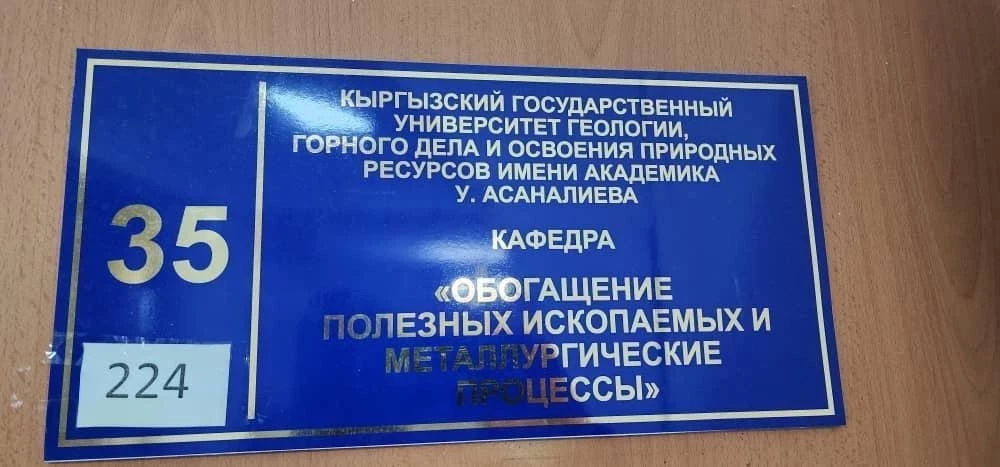 35
224
КЫРГЫЗСКИЙ ГОСУДАРСТВЕННЫЙ
УНИВЕРСИТЕТ ГЕОЛОГИИ,
ГОРНОГО ДЕЛА И ОСВОЕНИЯ ПРИРОДНЫХ
РЕСУРСОВ ИМЕНИ АКАДЕМИКА
У. АСАНАЛИЕВА
КАФЕДРА
«ОБОГАЩЕНИЕ
ПОЛЕЗНЫХ ИСКОПАЕМЫХ И
МЕТАЛЛУРГИЧЕСКИЕ
ПРОЦЕССЫ»